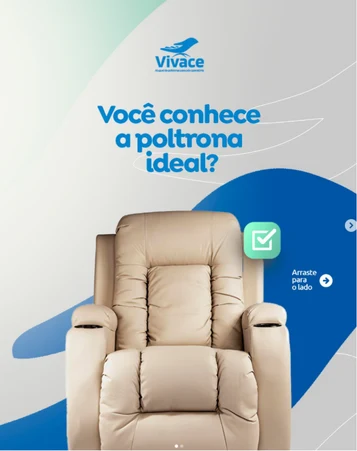 Vivace
Você conhece
a poltrona
ideal?
Arraste
para
o lado